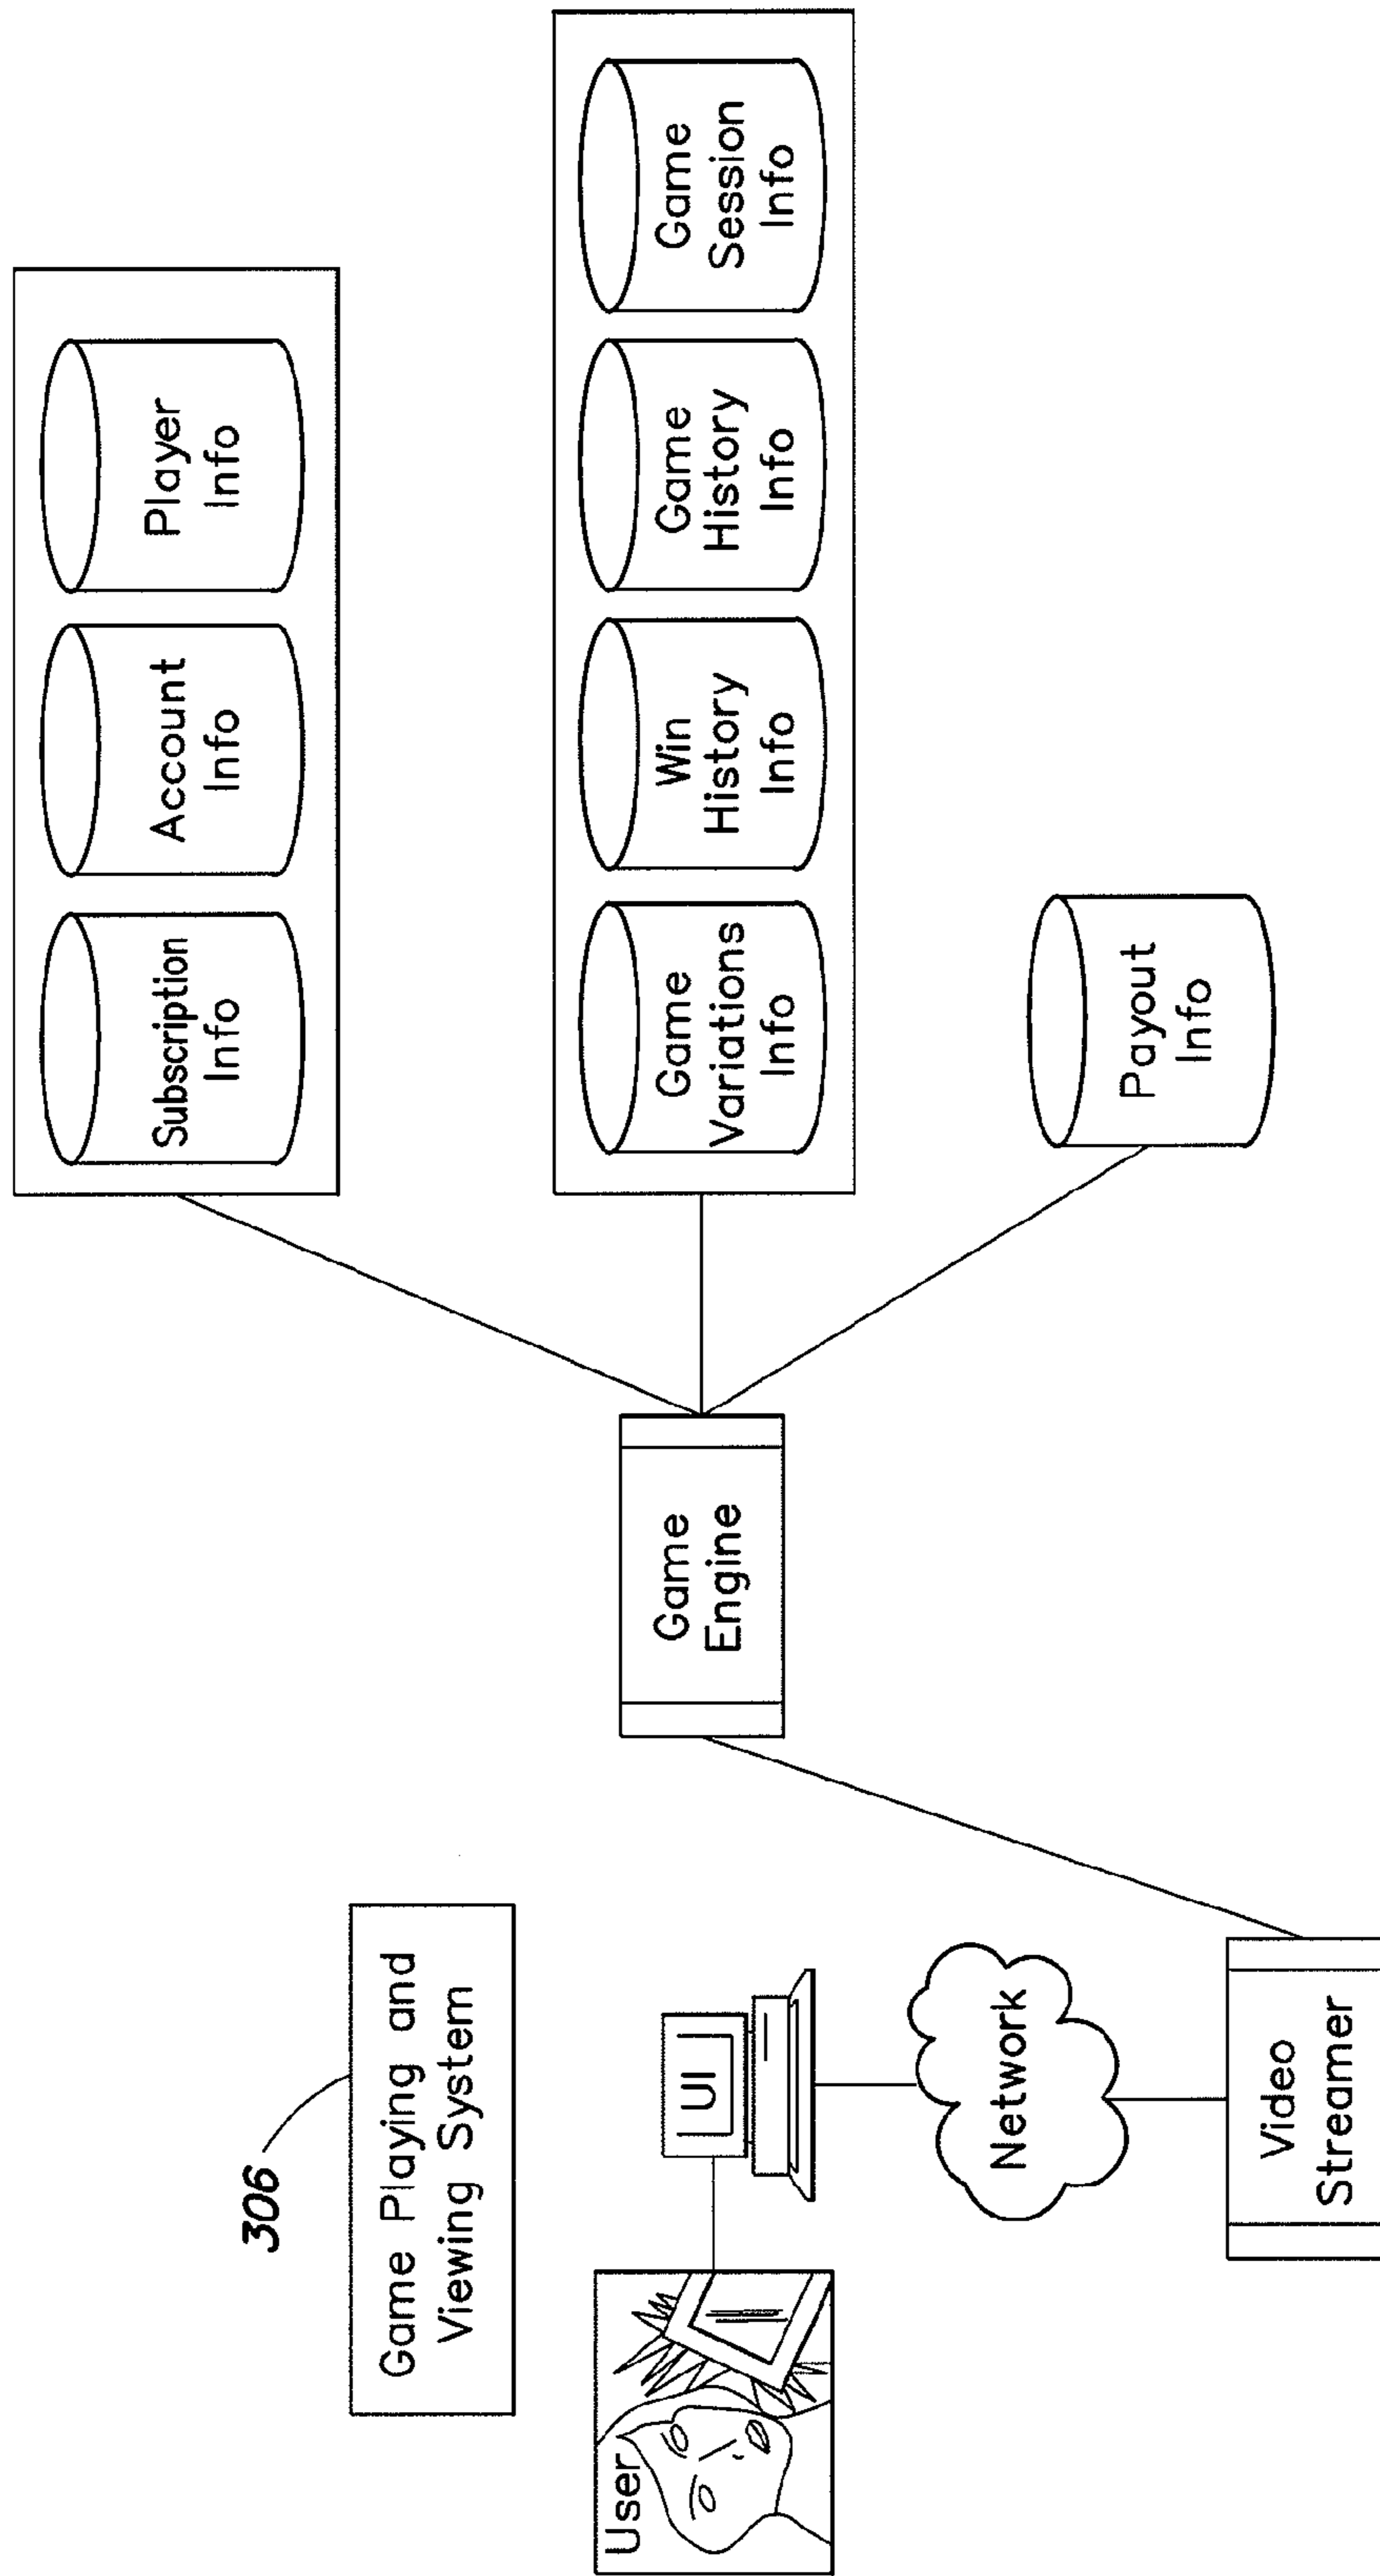 306
Game Playing and
Viewing System
User
UI
Network
Video
Streamer
Game
Engine
Subscription
Info
Account
Info
Player
Info
Game
Variations
Info
Win
History
Info
Game
History
Info
Game
Session
Info
Payout
Info